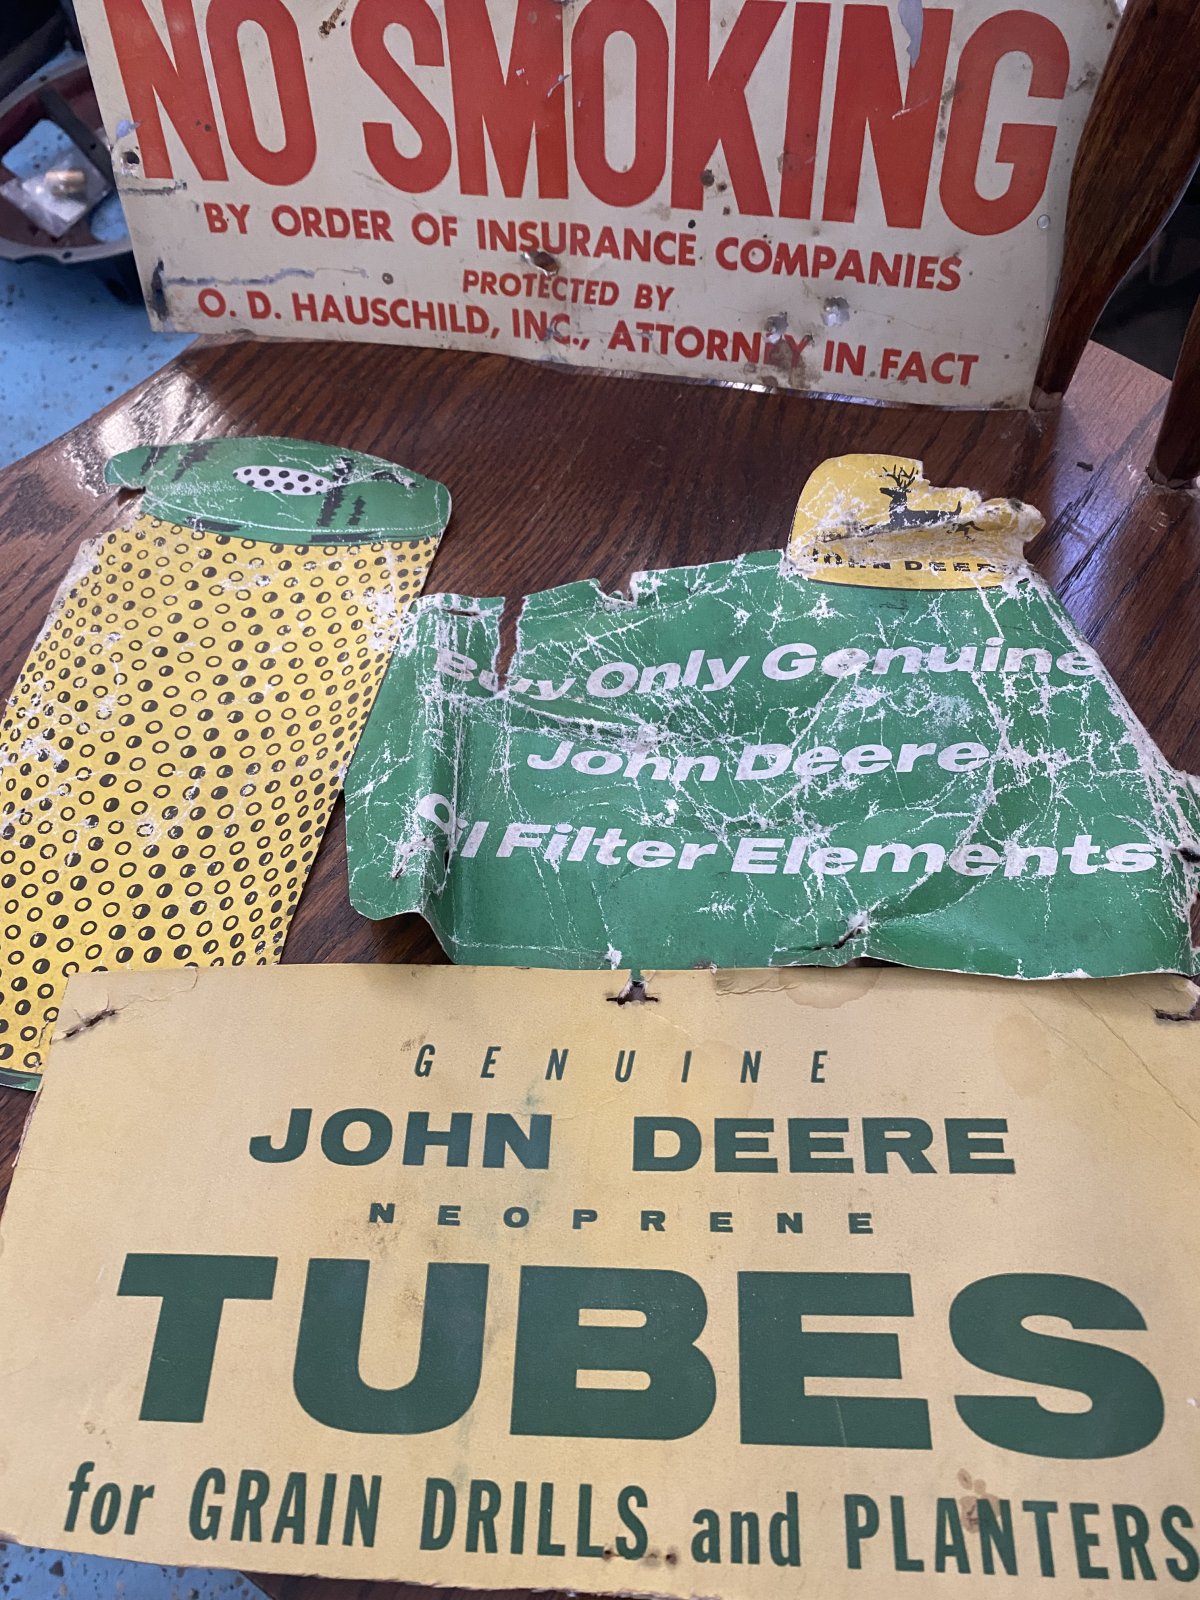 NO SMOKING
BY ORDER OF INSURANCE COMPANIES
PROTECTED BY
O. D. HAUSCHILD, INC., ATTORNEY IN FACT
JOHN DEERE
Buy Only Genuine
John Deere
Oil Filter Elements
GENUINE
JOHN DEERE
NEOPRENE
TUBES
for GRAIN DRILLS and PLANTERS